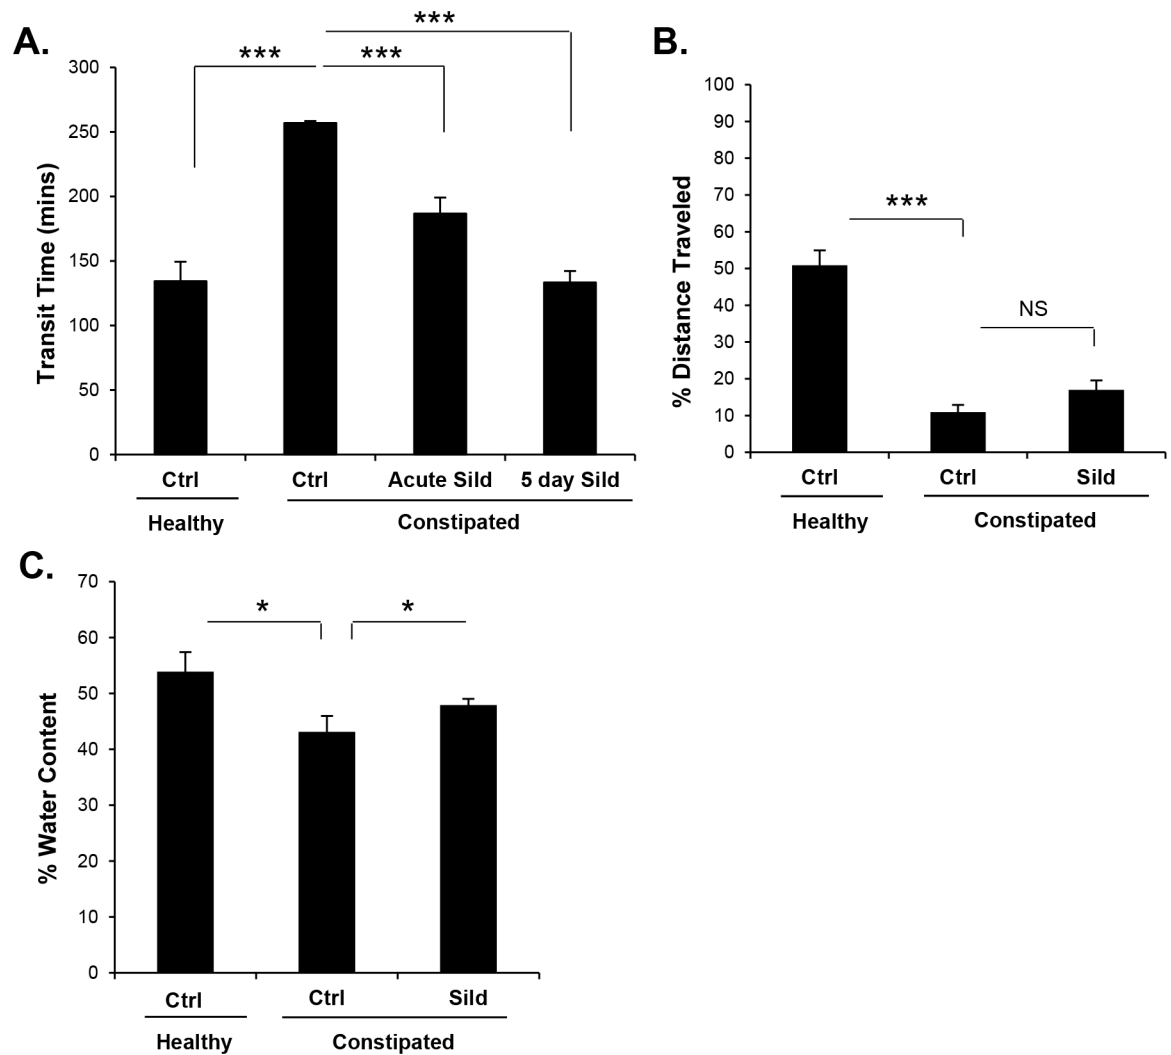 A.
***
*** ***
300
250
200
150
100
50
0
Transit Time (mins)
Ctrl Ctrl Acute Sild 5 day Sild
Healthy Constipated
B.
100
90
80
70
60
50
40
30
20
10
0
% Distance Traveled
***
NS
Ctrl Ctrl Sild
Healthy Constipated
C.
70
60
50
40
30
20
10
0
% Water Content
* *
Ctrl Ctrl Sild
Healthy Constipated